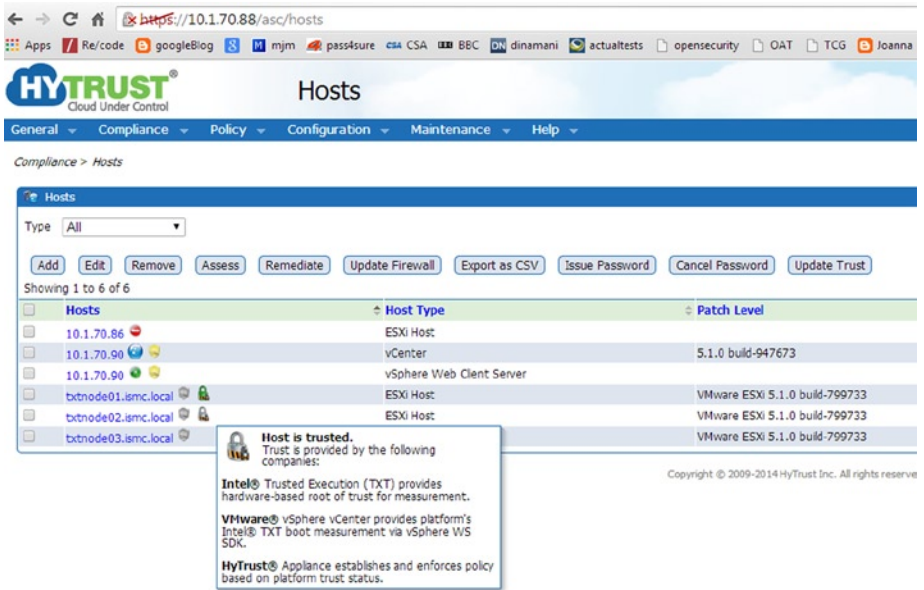 https://10.1.70.88/asc/hosts
Apps Re/code googleBlog mjm pass4sure CSA CSA BBC DN dinamani actualtests opensecurity OAT TCG Joanna
HYTRUST®
Cloud Under Control
Hosts
General Compliance Policy Configuration Maintenance Help
Compliance > Hosts
Hosts
Type All
Add Edit Remove Assess Remediate Update Firewall Export as CSV Issue Password Cancel Password Update Trust
Showing 1 to 6 of 6
Hosts Host Type Patch Level
10.1.70.86 ESXi Host
10.1.70.90 vCenter 5.1.0 build-947673
10.1.70.90 vSphere Web Client Server
txtnode01.ismc.local ESXi Host VMware ESXi 5.1.0 build-799733
txtnode02.ismc.local ESXi Host VMware ESXi 5.1.0 build-799733
txtnode03.ismc.local VMware ESXi 5.1.0 build-799733
Host is trusted.
Trust is provided by the following
companies:
Intel® Trusted Execution (TXT) provides
hardware-based root of trust for measurement.
VMware® vSphere vCenter provides platform's
Intel® TXT boot measurement via vSphere WS
SDK.
HyTrust® Appliance establishes and enforces policy
based on platform trust status.
Copyright © 2009-2014 HyTrust Inc. All rights reserve